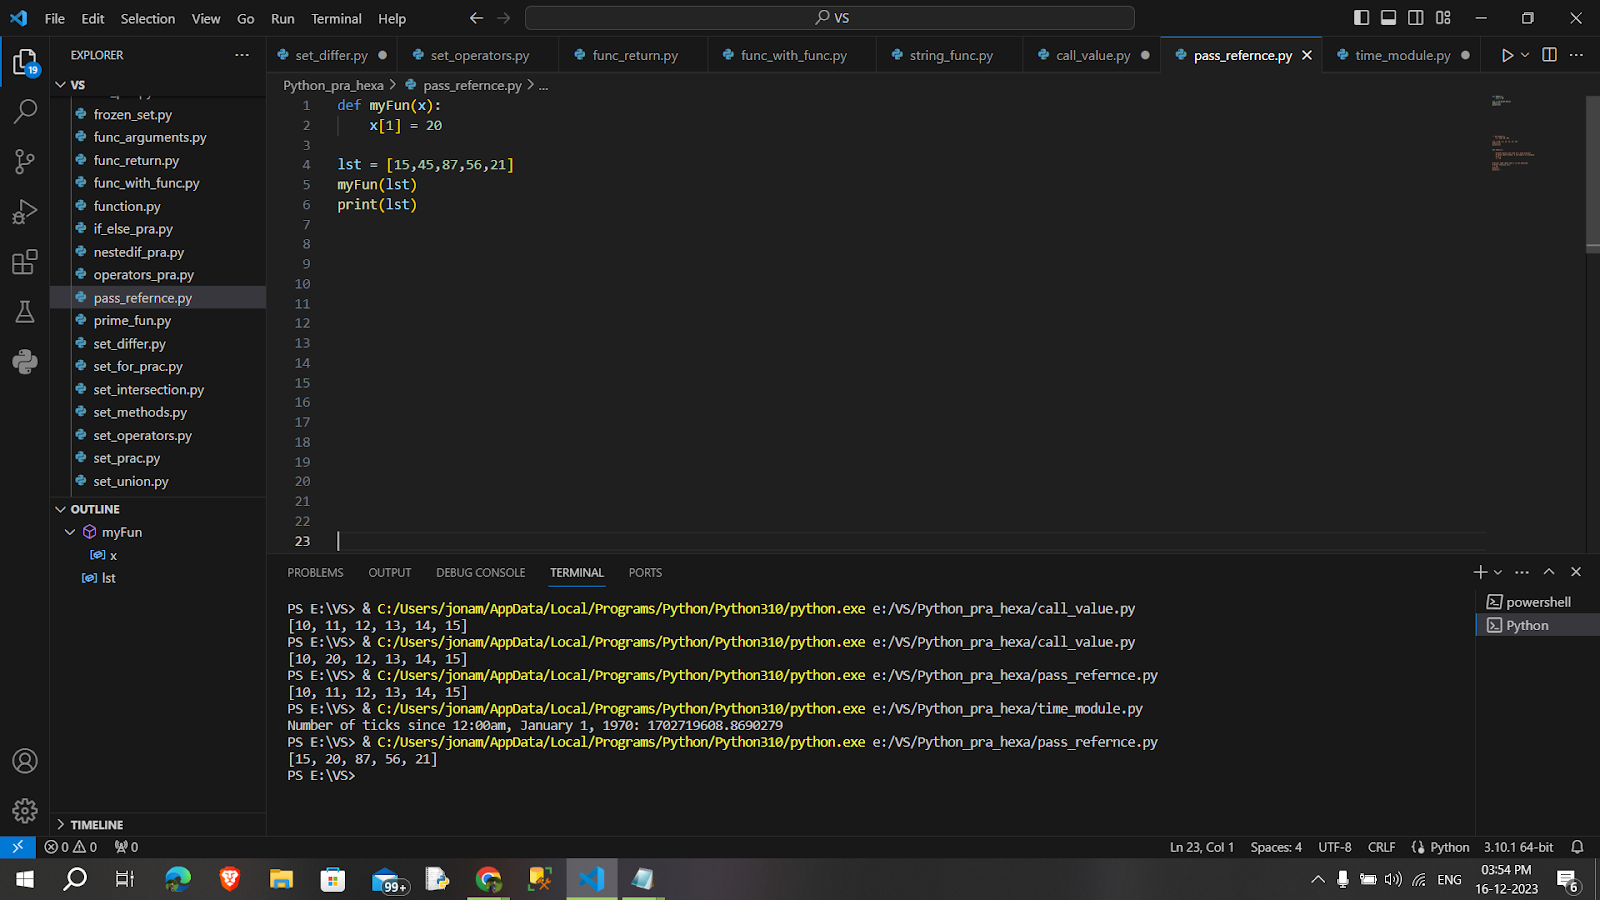 File Edit Selection View Go Run Terminal Help
VS
EXPLORER
set_differ.py set_operators.py func_return.py func_with_func.py string_func.py call_value.py pass_refernce.py time_module.py
19
VS
Python_pra_hexa > pass_refernce.py > ...
frozen_set.py
func_arguments.py
func_return.py
func_with_func.py
function.py
if_else_pra.py
nestedif_pra.py
operators_pra.py
pass_refernce.py
prime_fun.py
set_differ.py
set_for_prac.py
set_intersection.py
set_methods.py
set_operators.py
set_prac.py
set_union.py
OUTLINE
myFun
x
lst
TIMELINE
1 def myFun(x):
2 x[1] = 20
3
4 lst = [15,45,87,56,21]
5 myFun(lst)
6 print(lst)
7
8
9
10
11
12
13
14
15
16
17
18
19
20
21
22
23
PROBLEMS OUTPUT DEBUG CONSOLE TERMINAL PORTS
PS E:\VS> & C:/Users/jonam/AppData/Local/Programs/Python/Python310/python.exe e:/VS/Python_pra_hexa/call_value.py
[10, 11, 12, 13, 14, 15]
PS E:\VS> & C:/Users/jonam/AppData/Local/Programs/Python/Python310/python.exe e:/VS/Python_pra_hexa/call_value.py
[10, 20, 12, 13, 14, 15]
PS E:\VS> & C:/Users/jonam/AppData/Local/Programs/Python/Python310/python.exe e:/VS/Python_pra_hexa/pass_refernce.py
[10, 11, 12, 13, 14, 15]
PS E:\VS> & C:/Users/jonam/AppData/Local/Programs/Python/Python310/python.exe e:/VS/Python_pra_hexa/time_module.py
Number of ticks since 12:00am, January 1, 1970: 1702719608.8690279
PS E:\VS> & C:/Users/jonam/AppData/Local/Programs/Python/Python310/python.exe e:/VS/Python_pra_hexa/pass_refernce.py
[15, 20, 87, 56, 21]
PS E:\VS>
powershell
Python
0 0 0
Ln 23, Col 1 Spaces: 4 UTF-8 CRLF Python 3.10.1 64-bit
99+
ENG
03:54 PM
16-12-2023
6